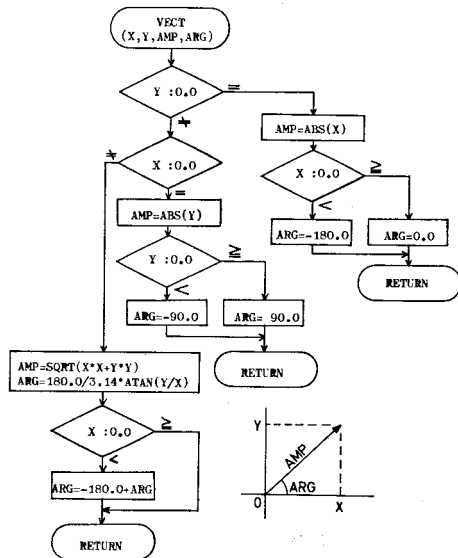 VECT
(X,Y,AMP,ARG)
Y :0.0
=
≠
AMP=ABS(X)
≠
X :0.0
X :0.0
≧
=
<
AMP=ABS(Y)
ARG=-180.0
ARG=0.0
Y :0.0
≧
<
RETURN
ARG=-90.0
ARG= 90.0
RETURN
AMP=SQRT(X*X+Y*Y)
ARG=180.0/3.14*ATAN(Y/X)
X :0.0
≧
<
ARG=-180.0+ARG
RETURN
Y
AMP
ARG
0
X